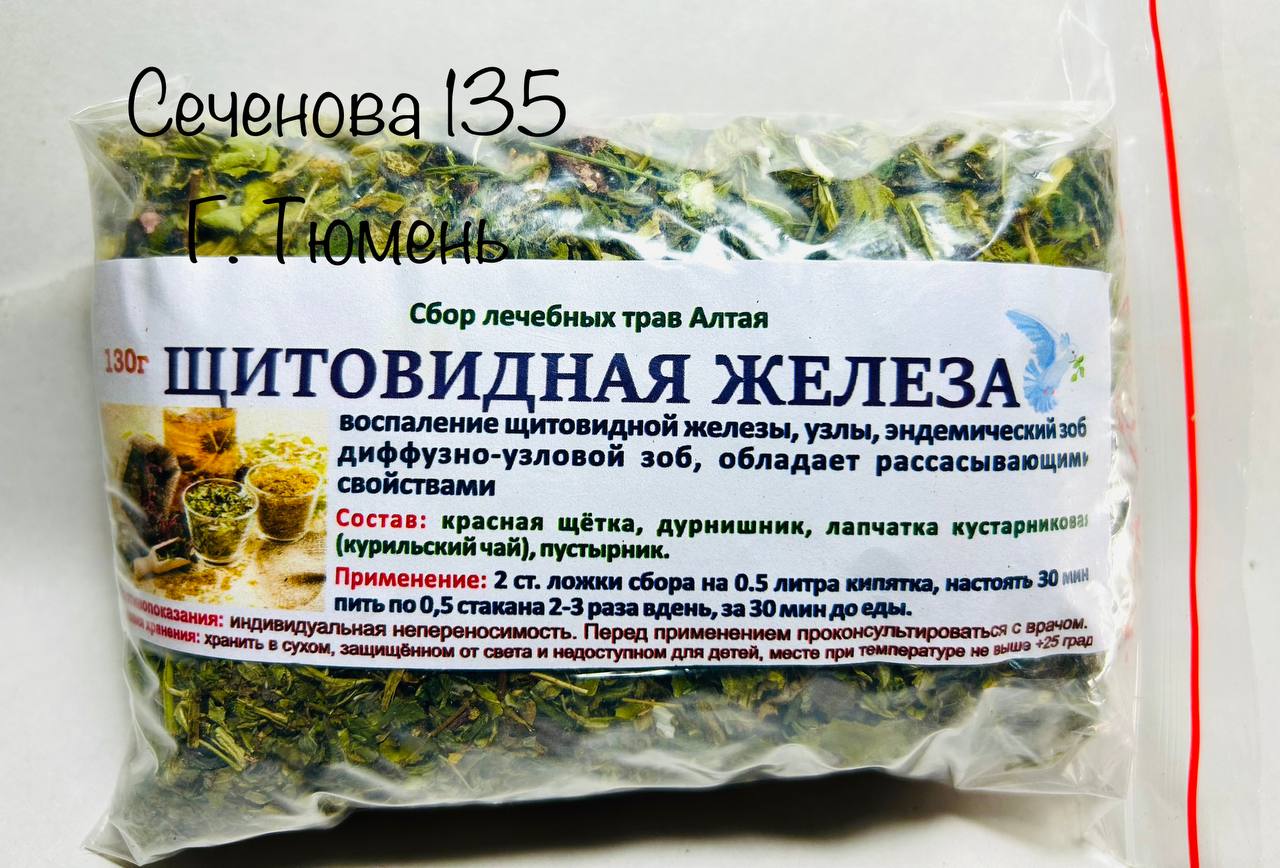 Сеченова 135
Г. Тюмень
Сбор лечебных трав Алтая
130г ЩИТОВИДНАЯ ЖЕЛЕЗА
воспаление щитовидной железы, узлы, эндемический зоб
диффузно-узловой зоб, обладает рассасывающими
свойствами
Состав: красная щётка, дурнишник, лапчатка кустарниковая
(курильский чай), пустырник.
Применение: 2 ст. ложки сбора на 0.5 литра кипятка, настоять 30 мин
пить по 0,5 стакана 2-3 раза вдень, за 30 мин до еды.
индивидуальная непереносимость. Перед применением проконсультироваться с врачом.
хранения: хранить в сухом, защищённом от света и недоступном для детей, месте при температуре не выше +25 град